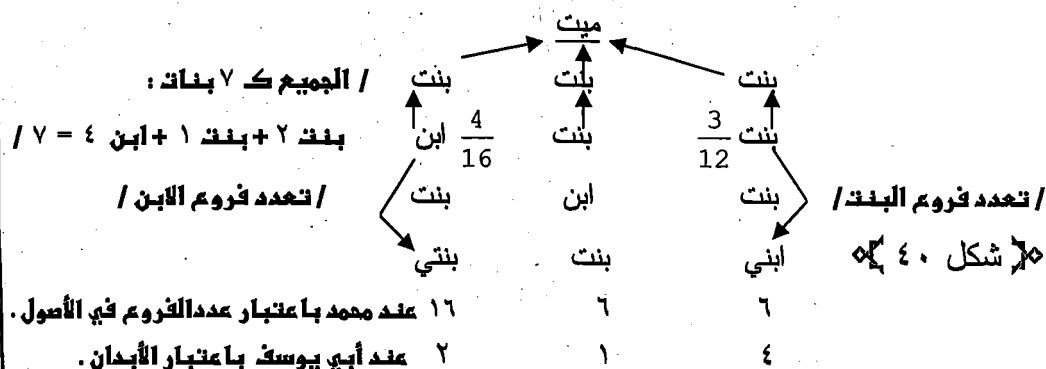 ميت
بنت بنت بنت / الجميع كـ ٧ بنات :
3/12 بنت بنت 4/16 ابن بنت ٢ + بنت ١ + ابن ٤ = ٧ /
/ تعدد فروع البنت / بنت ابن بنت / تعدد فروع الابن /
﴿ شكل ٤٠ ﴾ ابني بنت بنتي
٦ ٦ ١٦ عند محمد باعتبار عددالفروع في الأصول .
٤ ١ ٢ عند أبي يوسف باعتبار الأبدان .